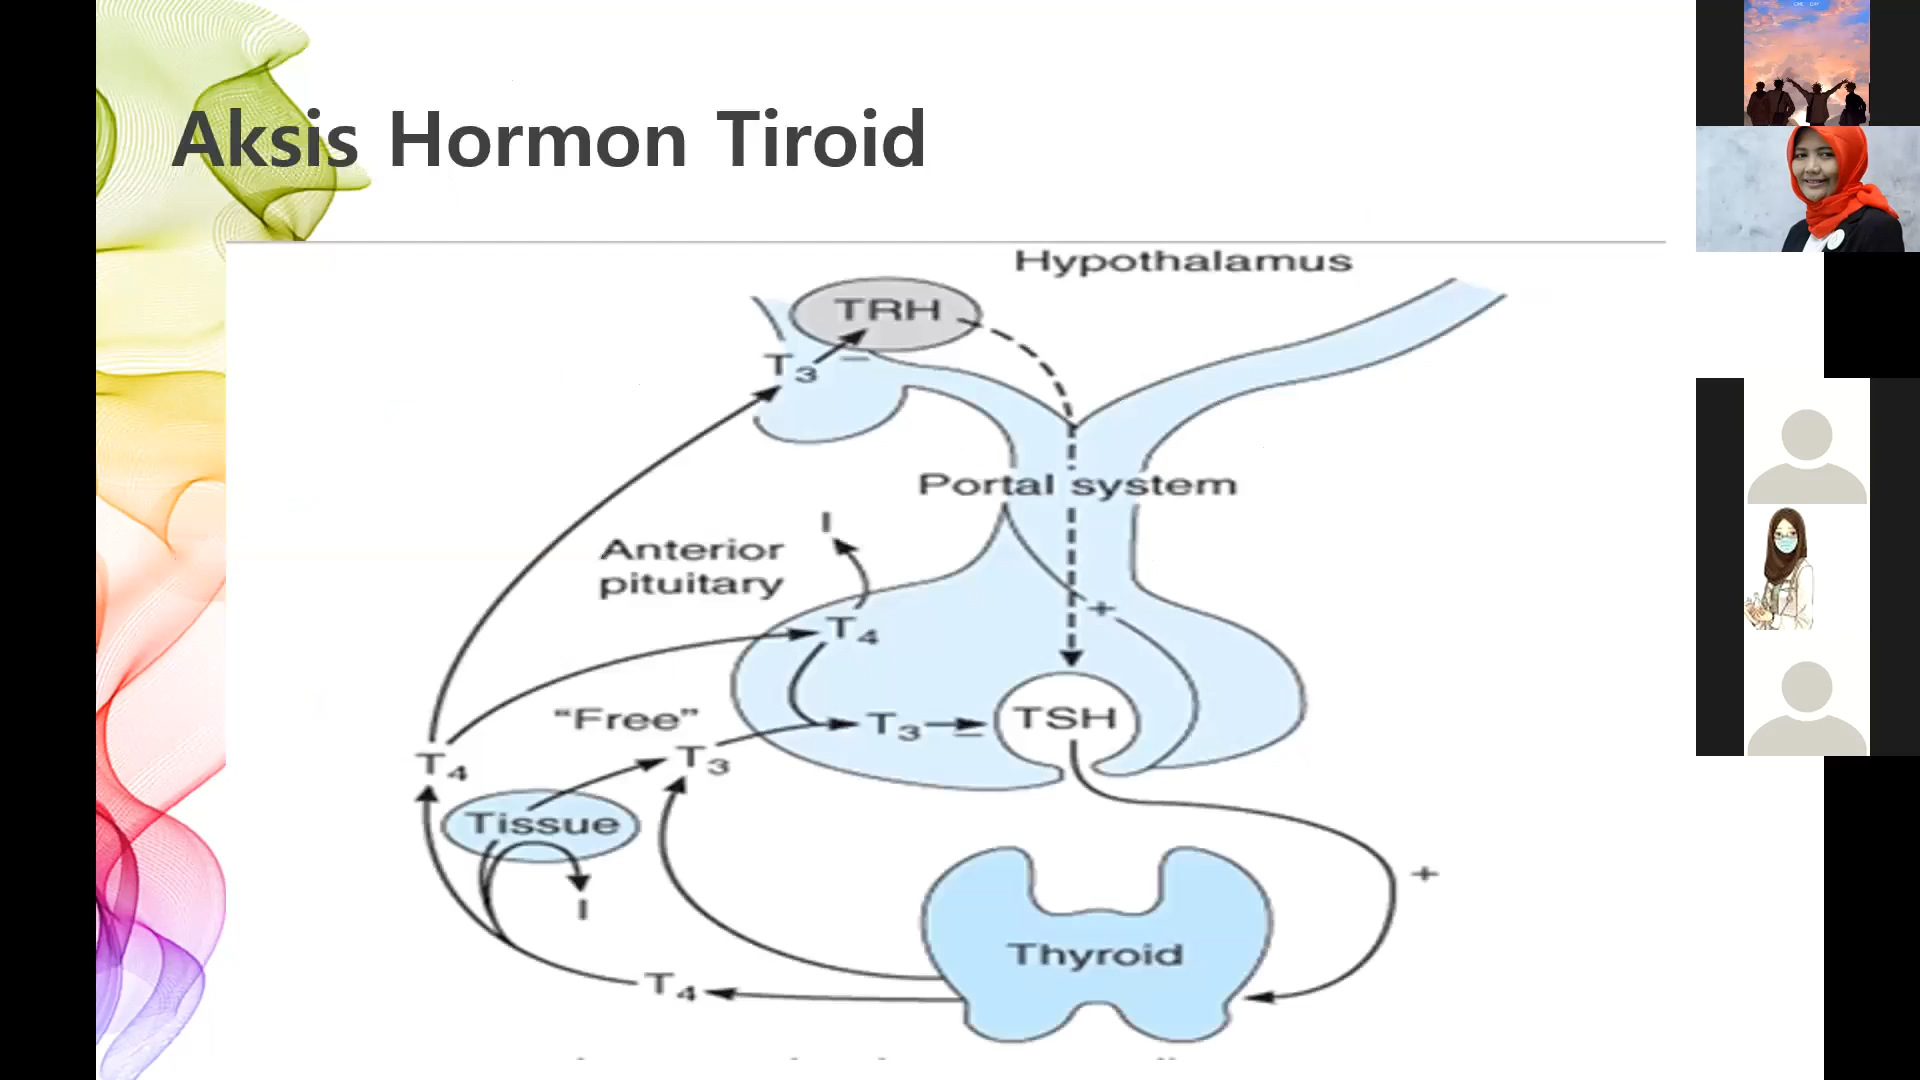 Aksis Hormon Tiroid
Hypothalamus
TRH
T3
–
Portal system
I
Anterior
pituitary
+
T4
"Free"
T3
–
TSH
T3
T4
Tissue
+
I
Thyroid
T4